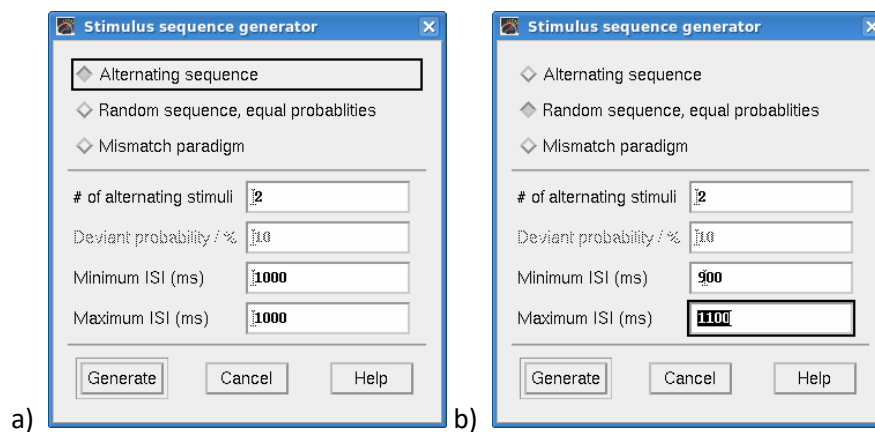 Stimulus sequence generator
Alternating sequence
Random sequence, equal probablities
Mismatch paradigm
# of alternating stimuli 2
Deviant probability / % 10
Minimum ISI (ms) 1000
Maximum ISI (ms) 1000
Generate Cancel Help
a)
Stimulus sequence generator
Alternating sequence
Random sequence, equal probablities
Mismatch paradigm
# of alternating stimuli 2
Deviant probability / % 10
Minimum ISI (ms) 900
Maximum ISI (ms) 1100
Generate Cancel Help
b)